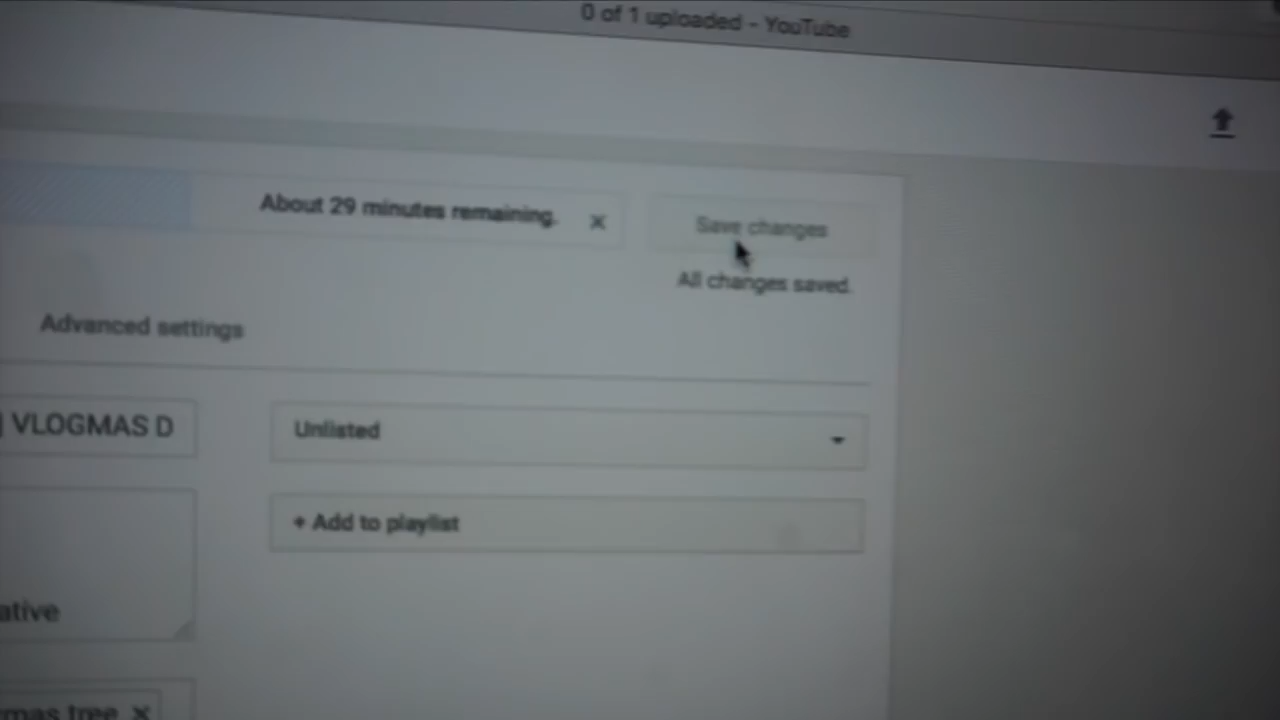 0 of 1 uploaded - YouTube
About 29 minutes remaining.
Save changes
All changes saved.
Advanced settings
VLOGMAS D
Unlisted
+ Add to playlist
ative
mas tree